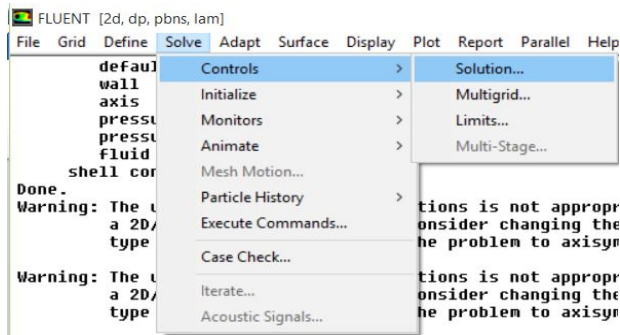 FLUENT [2d, dp, pbns, lam]
File Grid Define Solve Adapt Surface Display Plot Report Parallel Help
Controls >
Initialize >
Monitors >
Animate >
Mesh Motion...
Particle History >
Execute Commands...
Case Check...
Iterate...
Acoustic Signals...
Solution...
Multigrid...
Limits...
Multi-Stage...
defaul
wall
axis
pressu
pressu
fluid
shell con
Done.
Warning: The u tions is not appropr
a 2D/ onsider changing the
type he problem to axisym
Warning: The u tions is not appropr
a 2D/ onsider changing the
type he problem to axisym